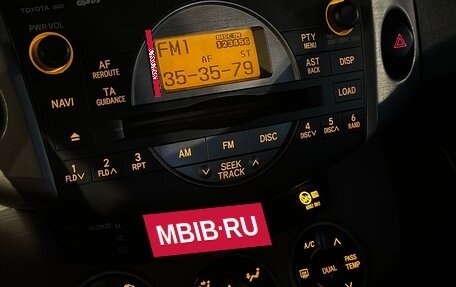 TOYOTA
PWR·VOL
FM1
DISC IN
123456
AF
ST
35-35-79
AF
REROUTE
TA
GUIDANCE
NAVI
PTY
MENU
AST
BACK
DISP
LOAD
1
FLD∨
2
FLD∧
3
RPT
AM
FM
DISC
4
DISC∨
5
DISC∧
6
RAND
∨ SEEK ∧
TRACK
MBIB·RU
A/C
DUAL
PASS
TEMP